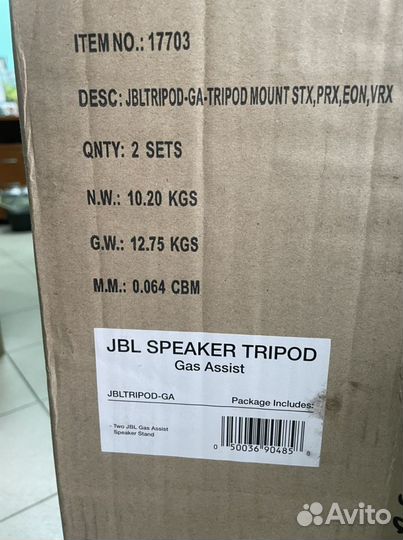 ITEM NO.: 17703
DESC: JBLTRIPOD-GA-TRIPOD MOUNT STX,PRX,EON,VRX
QNTY: 2 SETS
N.W.: 10.20 KGS
G.W.: 12.75 KGS
M.M.: 0.064 CBM
JBL SPEAKER TRIPOD
Gas Assist
JBLTRIPOD-GA
Package Includes:
- Two JBL Gas Assist
Speaker Stand
0 50036 90485
Avito